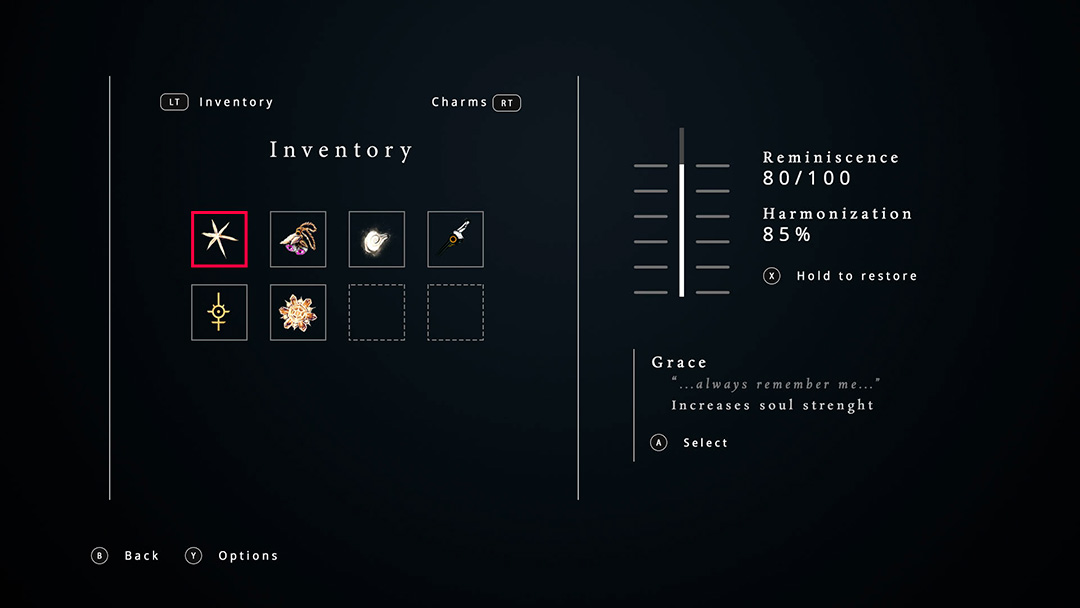 LT Inventory
Charms RT
Inventory
Reminiscence
80/100
Harmonization
85%
X Hold to restore
Grace
“...always remember me...”
Increases soul strenght
A Select
B Back Y Options